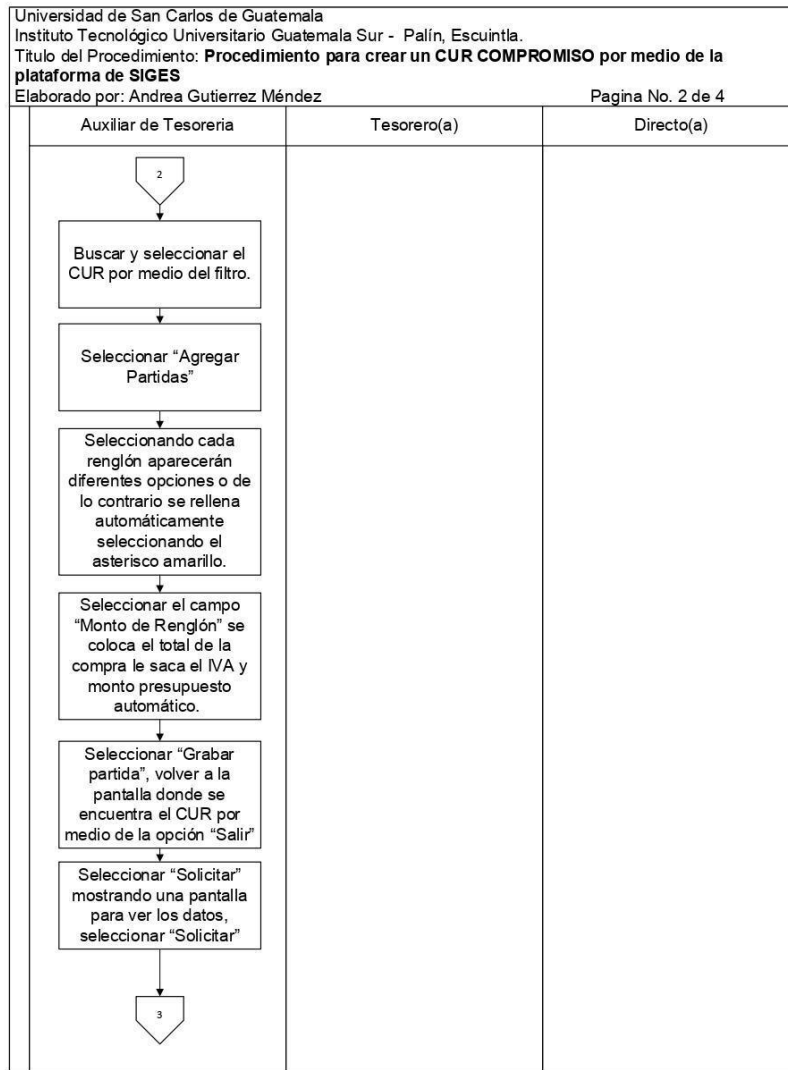 Universidad de San Carlos de Guatemala
Instituto Tecnológico Universitario Guatemala Sur - Palín, Escuintla.
Titulo del Procedimiento: Procedimiento para crear un CUR COMPROMISO por medio de la
plataforma de SIGES
Elaborado por: Andrea Gutierrez Méndez Pagina No. 2 de 4
Auxiliar de Tesoreria Tesorero(a) Directo(a)
2
Buscar y seleccionar el
CUR por medio del filtro.
Seleccionar “Agregar
Partidas”
Seleccionando cada
renglón aparecerán
diferentes opciones o de
lo contrario se rellena
automáticamente
seleccionando el
asterisco amarillo.
Seleccionar el campo
“Monto de Renglón” se
coloca el total de la
compra le saca el IVA y
monto presupuesto
automático.
Seleccionar “Grabar
partida”, volver a la
pantalla donde se
encuentra el CUR por
medio de la opción “Salir”
Seleccionar “Solicitar”
mostrando una pantalla
para ver los datos,
seleccionar “Solicitar”
3